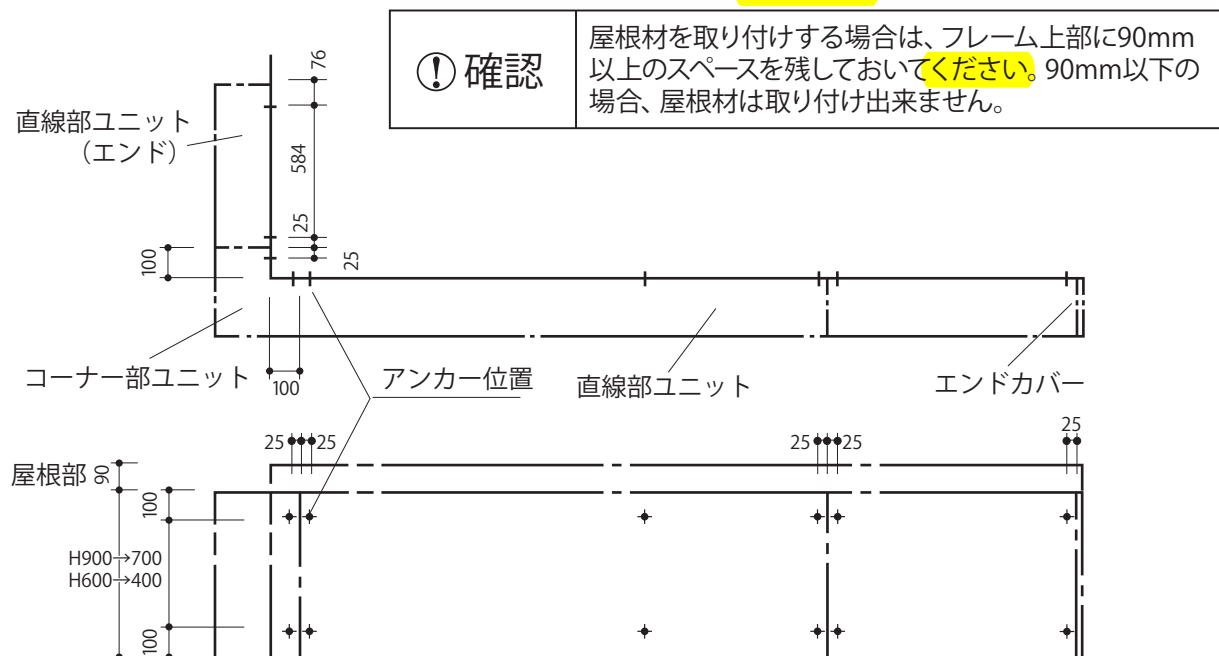 確認
屋根材を取り付けする場合は、フレーム上部に90mm
以上のスペースを残しておいてください。90mm以下の
場合、屋根材は取り付け出来ません。
76
直線部ユニット
（エンド）
584
25
25
100
コーナー部ユニット
100
アンカー位置
直線部ユニット
エンドカバー
25 25
25 25
25
屋根部
90
100
H900→700
H600→400
100